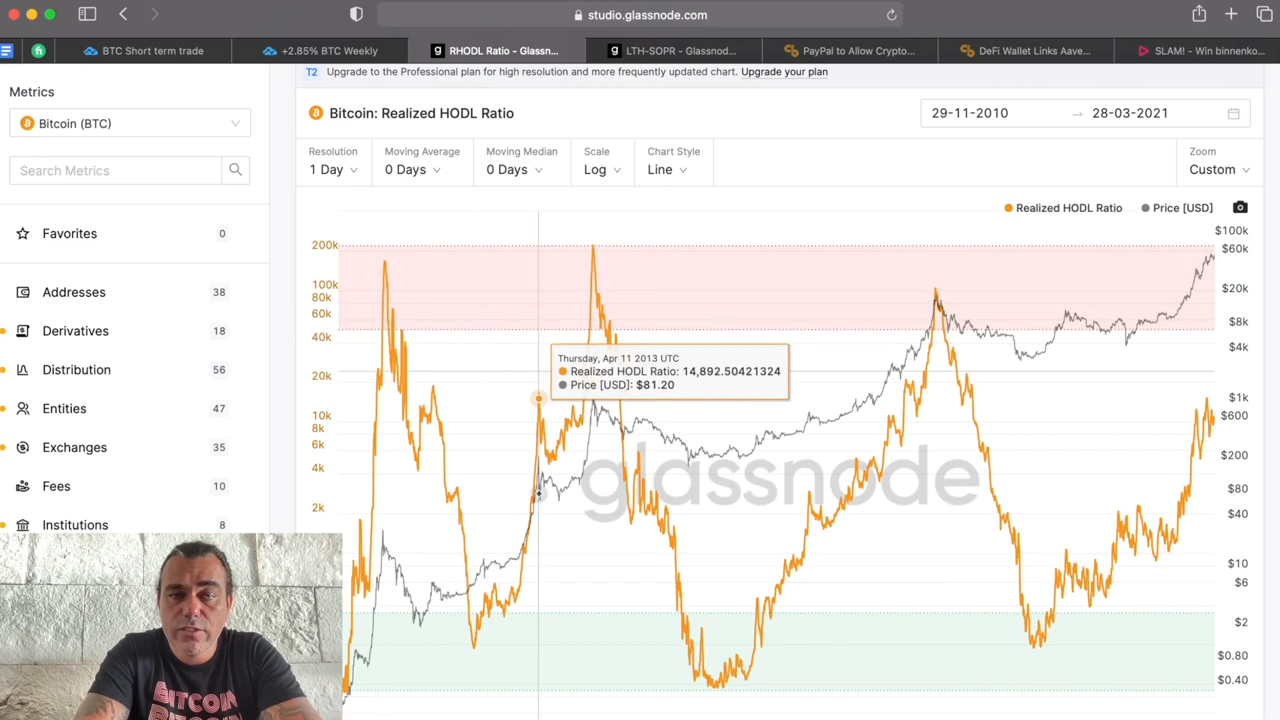 studio.glassnode.com
BTC Short term trade
+2.85% BTC Weekly
RHODL Ratio - Glassn...
LTH-SOPR - Glassnod...
PayPal to Allow Crypto...
DeFi Wallet Links Aave...
SLAM! - Win binnenko...
T2 Upgrade to the Professional plan for high resolution and more frequently updated chart. Upgrade your plan
Metrics
Bitcoin (BTC)
Search Metrics
Favorites 0
Addresses 38
Derivatives 18
Distribution 56
Entities 47
Exchanges 35
Fees 10
Institutions 8
Bitcoin: Realized HODL Ratio
29-11-2010 → 28-03-2021
Resolution
1 Day
Moving Average
0 Days
Moving Median
0 Days
Scale
Log
Chart Style
Line
Zoom
Custom
Realized HODL Ratio Price [USD]
200k
100k
80k
60k
40k
20k
10k
8k
6k
4k
2k
Thursday, Apr 11 2013 UTC
Realized HODL Ratio: 14,892.50421324
Price [USD]: $81.20
glassnode
$100k
$60k
$20k
$8k
$4k
$1k
$600
$200
$80
$40
$10
$6
$2
$0.80
$0.40
BITCOIN
BITCOIN